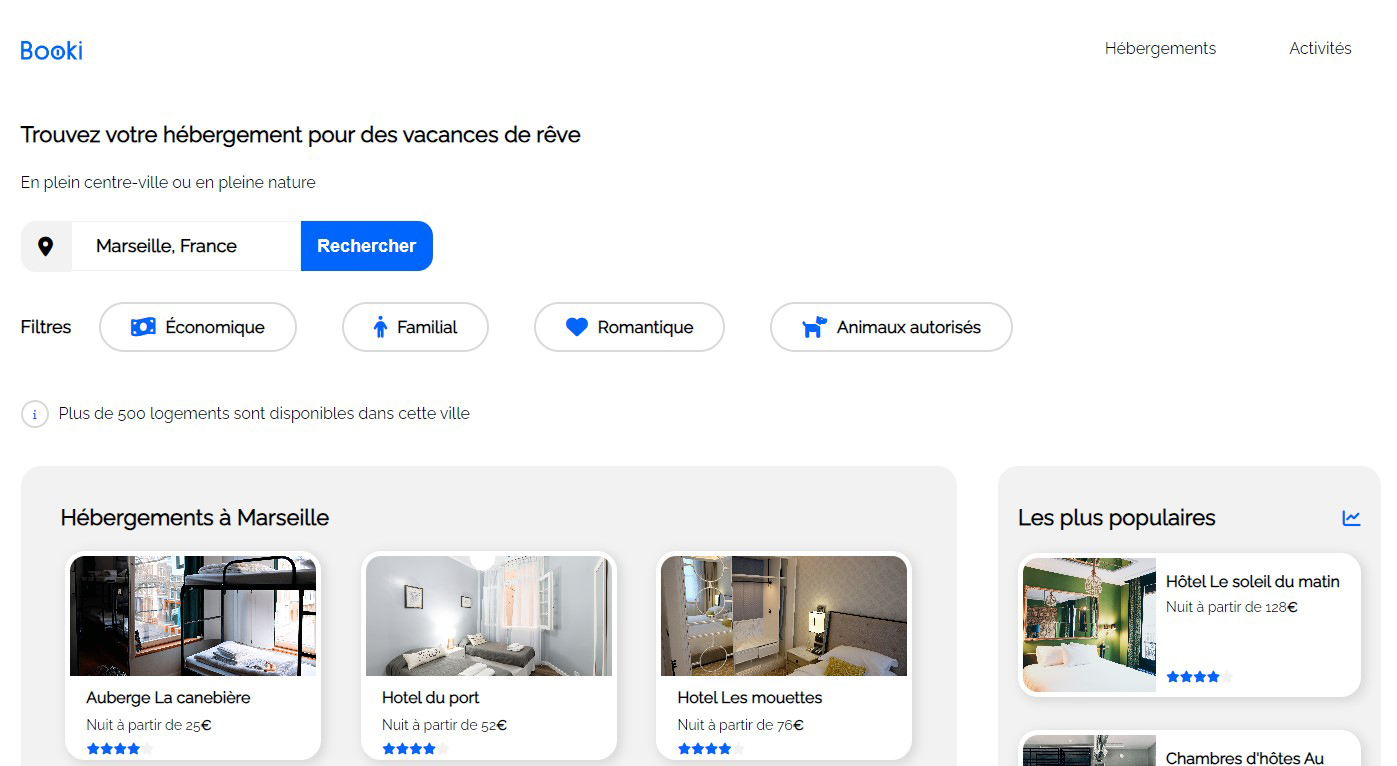 Booki
Hébergements
Activités
Trouvez votre hébergement pour des vacances de rêve
En plein centre-ville ou en pleine nature
Marseille, France
Rechercher
Filtres
Économique
Familial
Romantique
Animaux autorisés
i
Plus de 500 logements sont disponibles dans cette ville
Hébergements à Marseille
Auberge La canebière
Nuit à partir de 25€
Hotel du port
Nuit à partir de 52€
Hotel Les mouettes
Nuit à partir de 76€
Les plus populaires
Hôtel Le soleil du matin
Nuit à partir de 128€
Chambres d'hôtes Au